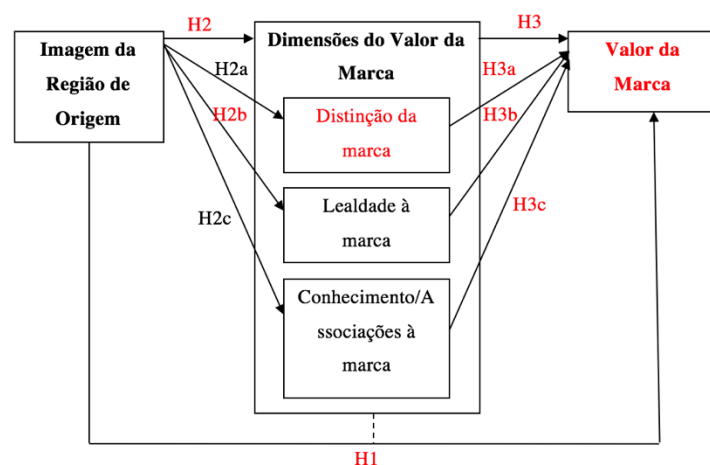 H2
H3
Imagem da
Região de
Origem
Dimensões do Valor da
Marca
Valor da
Marca
H2a
H3a
Distinção da
marca
H2b
H3b
Lealdade à
marca
H2c
H3c
Conhecimento/A
ssociações à
marca
H1